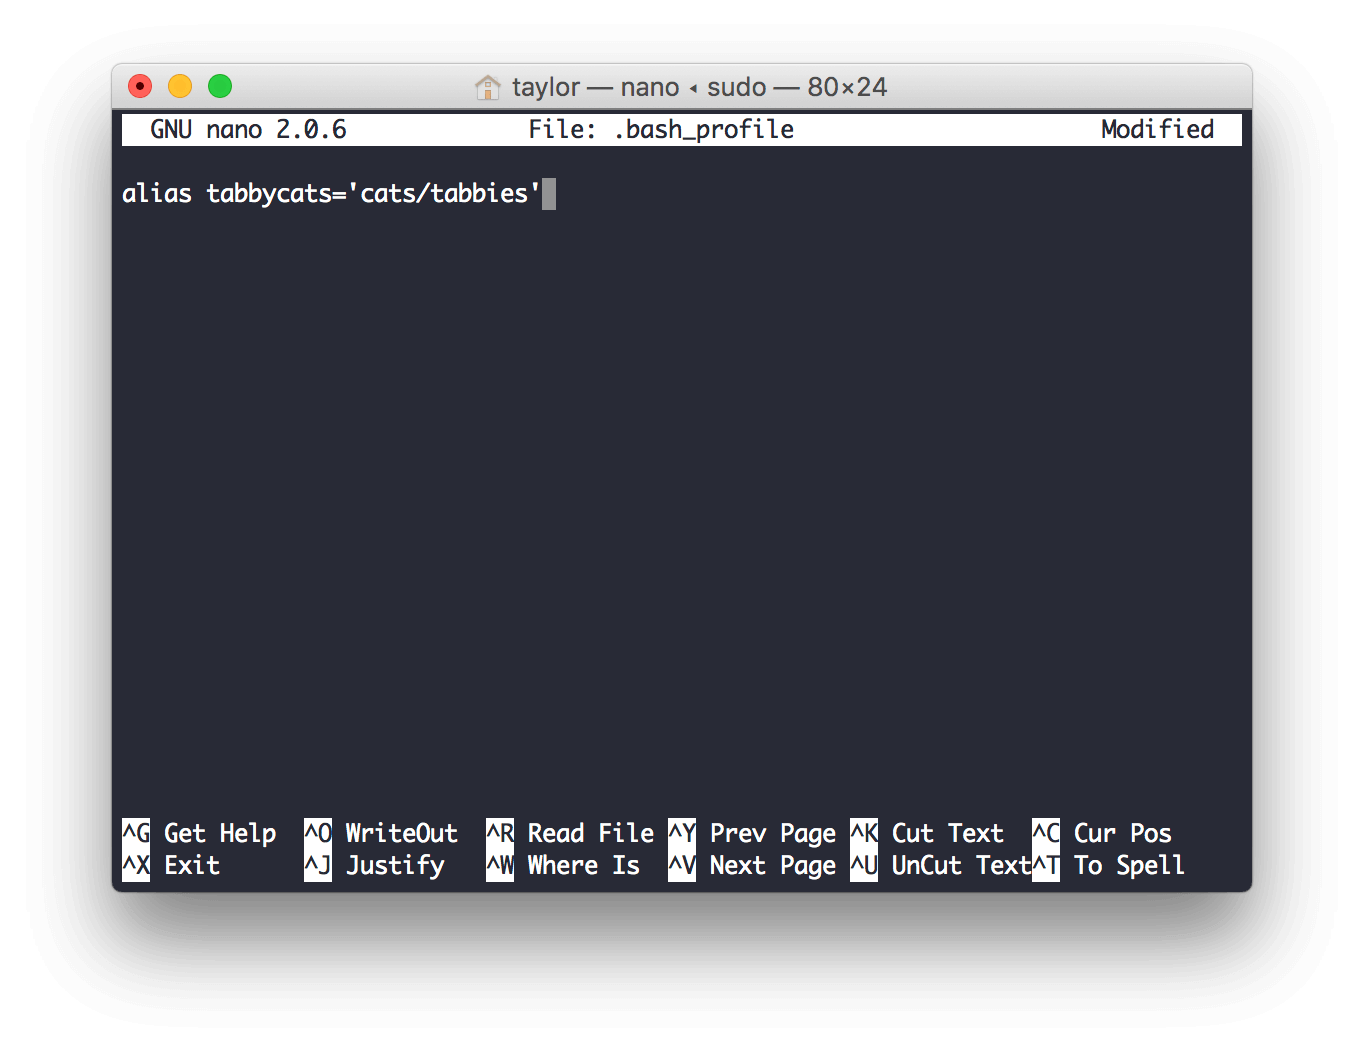 taylor — nano ◂ sudo — 80×24
GNU nano 2.0.6 File: .bash_profile Modified
alias tabbycats='cats/tabbies'
^G Get Help ^O WriteOut ^R Read File ^Y Prev Page ^K Cut Text ^C Cur Pos
^X Exit ^J Justify ^W Where Is ^V Next Page ^U UnCut Text^T To Spell